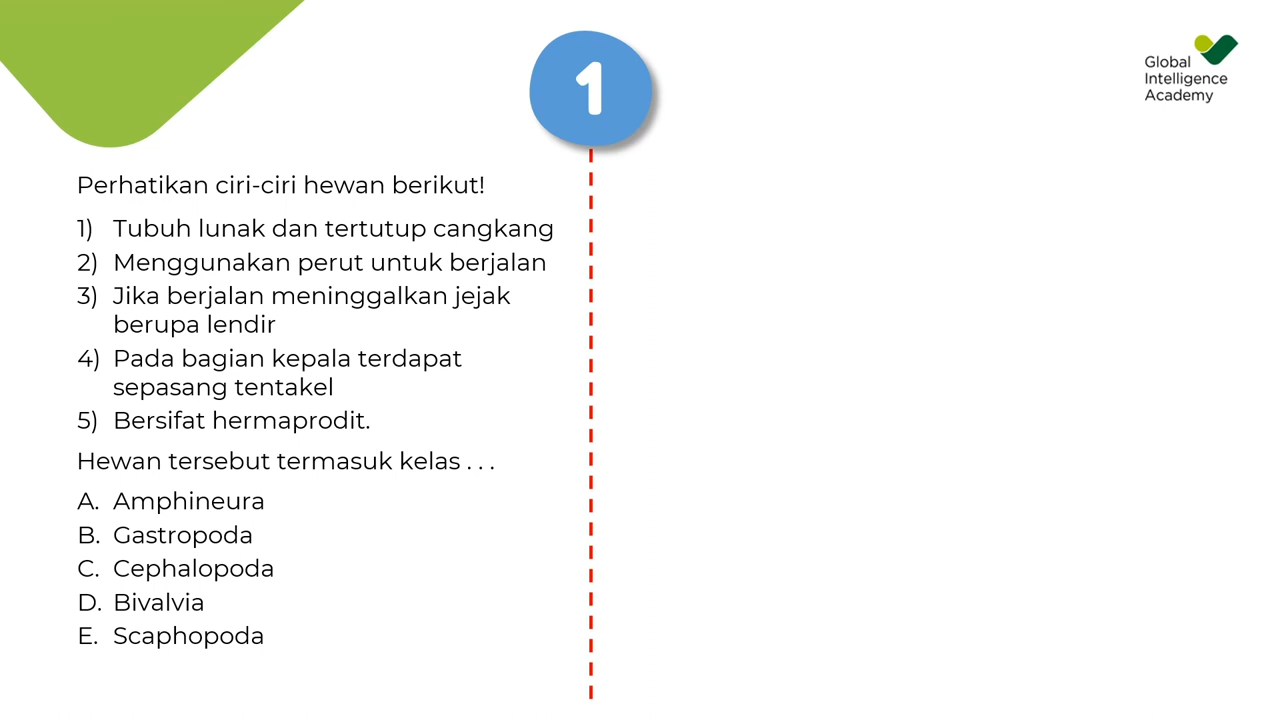 1
Global
Intelligence
Academy
Perhatikan ciri-ciri hewan berikut!
1) Tubuh lunak dan tertutup cangkang
2) Menggunakan perut untuk berjalan
3) Jika berjalan meninggalkan jejak
berupa lendir
4) Pada bagian kepala terdapat
sepasang tentakel
5) Bersifat hermaprodit.
Hewan tersebut termasuk kelas . . .
A. Amphineura
B. Gastropoda
C. Cephalopoda
D. Bivalvia
E. Scaphopoda